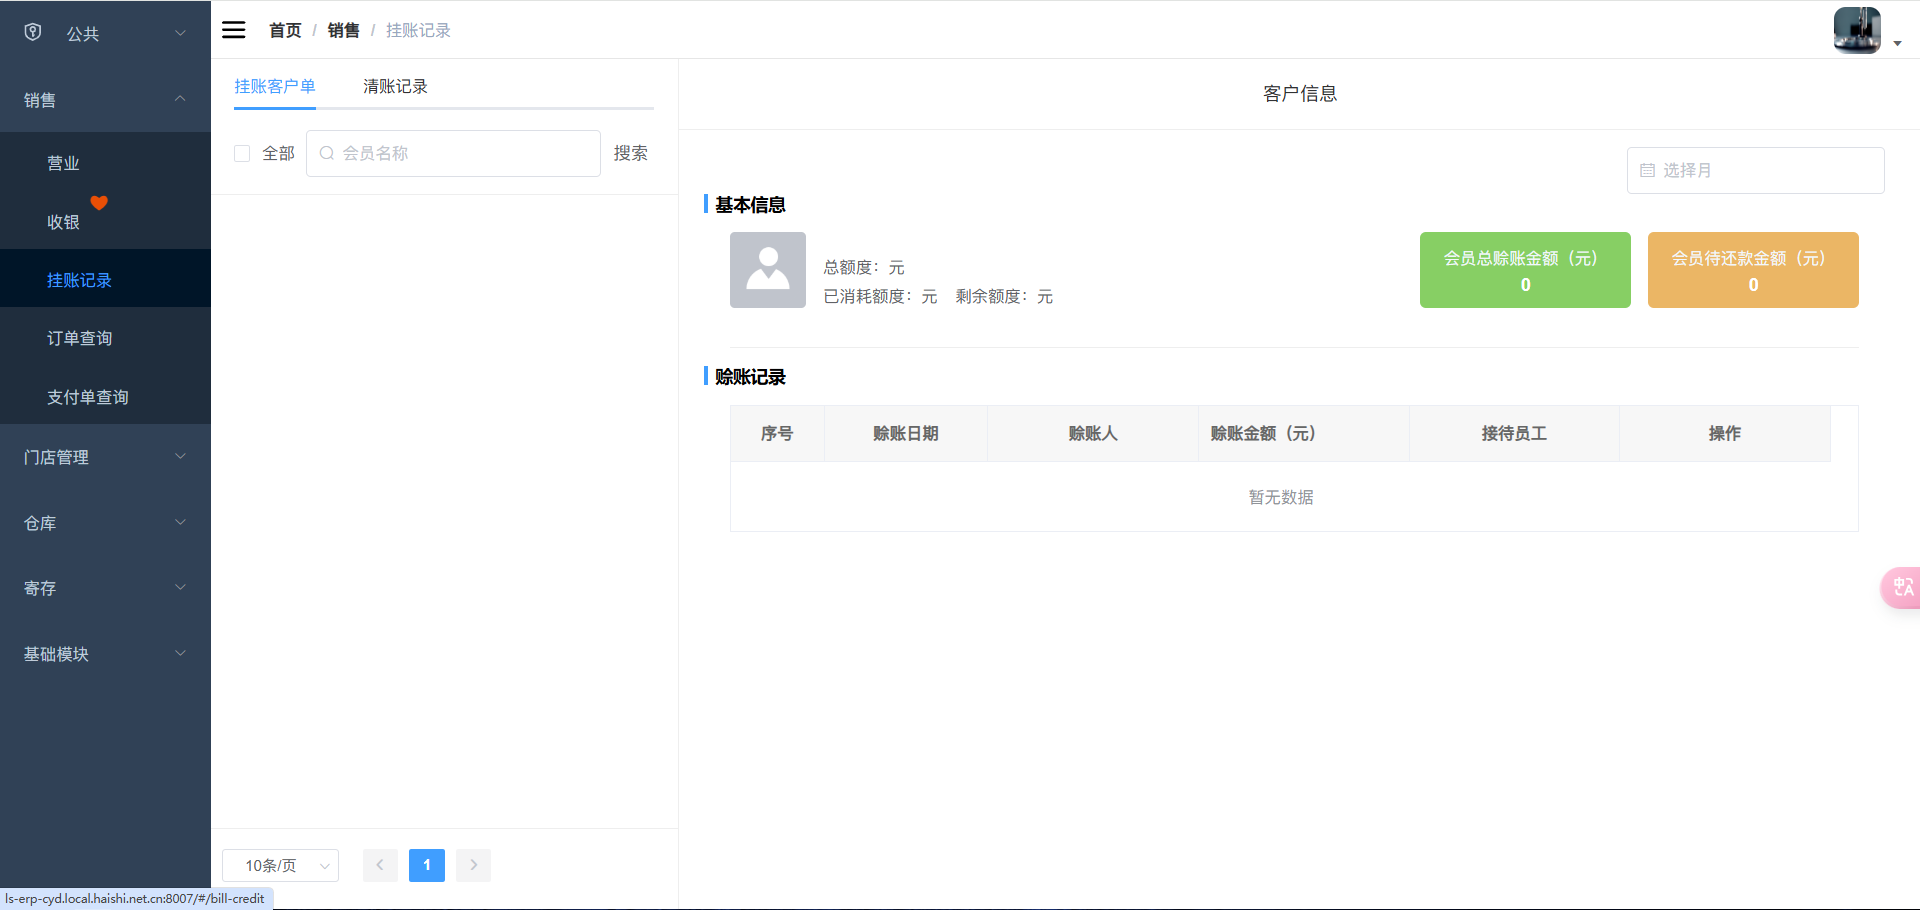 公共
销售
营业
收银
挂账记录
订单查询
支付单查询
门店管理
仓库
寄存
基础模块
首页 / 销售 / 挂账记录
挂账客户单 清账记录
全部 会员名称 搜索
10条/页 1
客户信息
选择月
基本信息
总额度：元
已消耗额度：元 剩余额度：元
会员总赊账金额（元）
0
会员待还款金额（元）
0
赊账记录
序号 赊账日期 赊账人 赊账金额（元） 接待员工 操作
暂无数据
中A
ls-erp-cyd.local.haishi.net.cn:8007/#/bill-credit